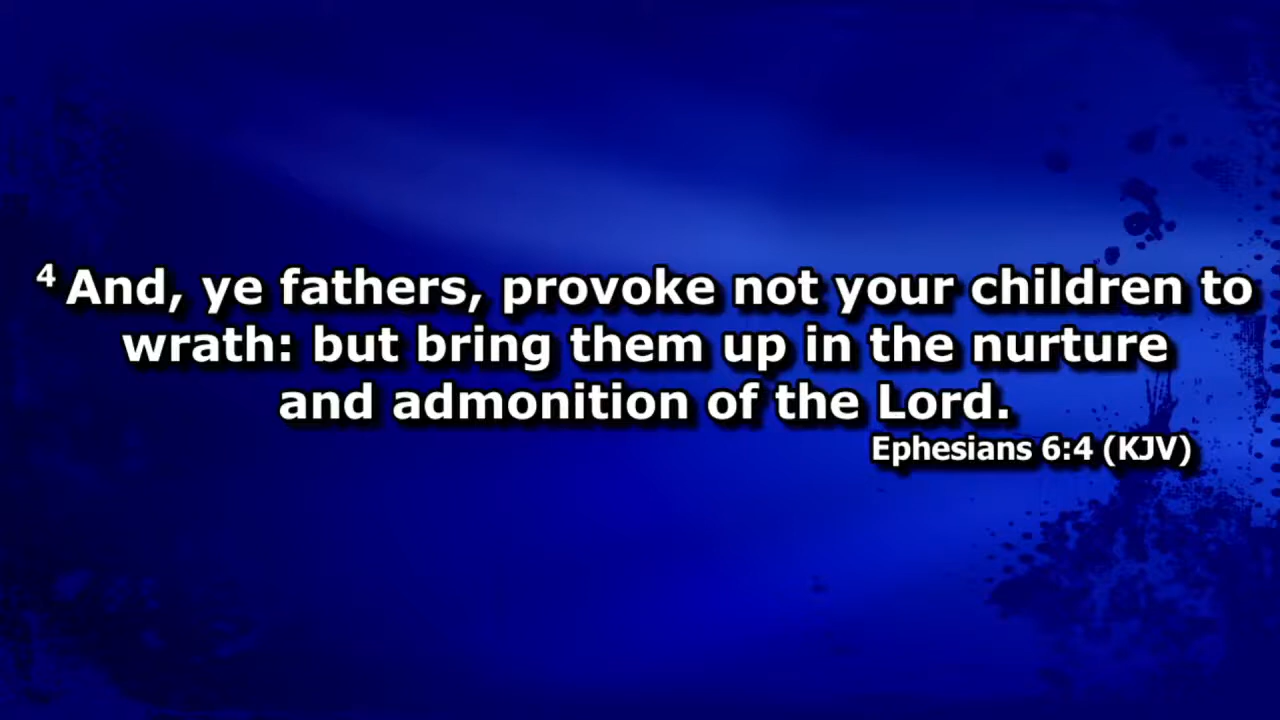 4 And, ye fathers, provoke not your children to
wrath: but bring them up in the nurture
and admonition of the Lord.
Ephesians 6:4 (KJV)